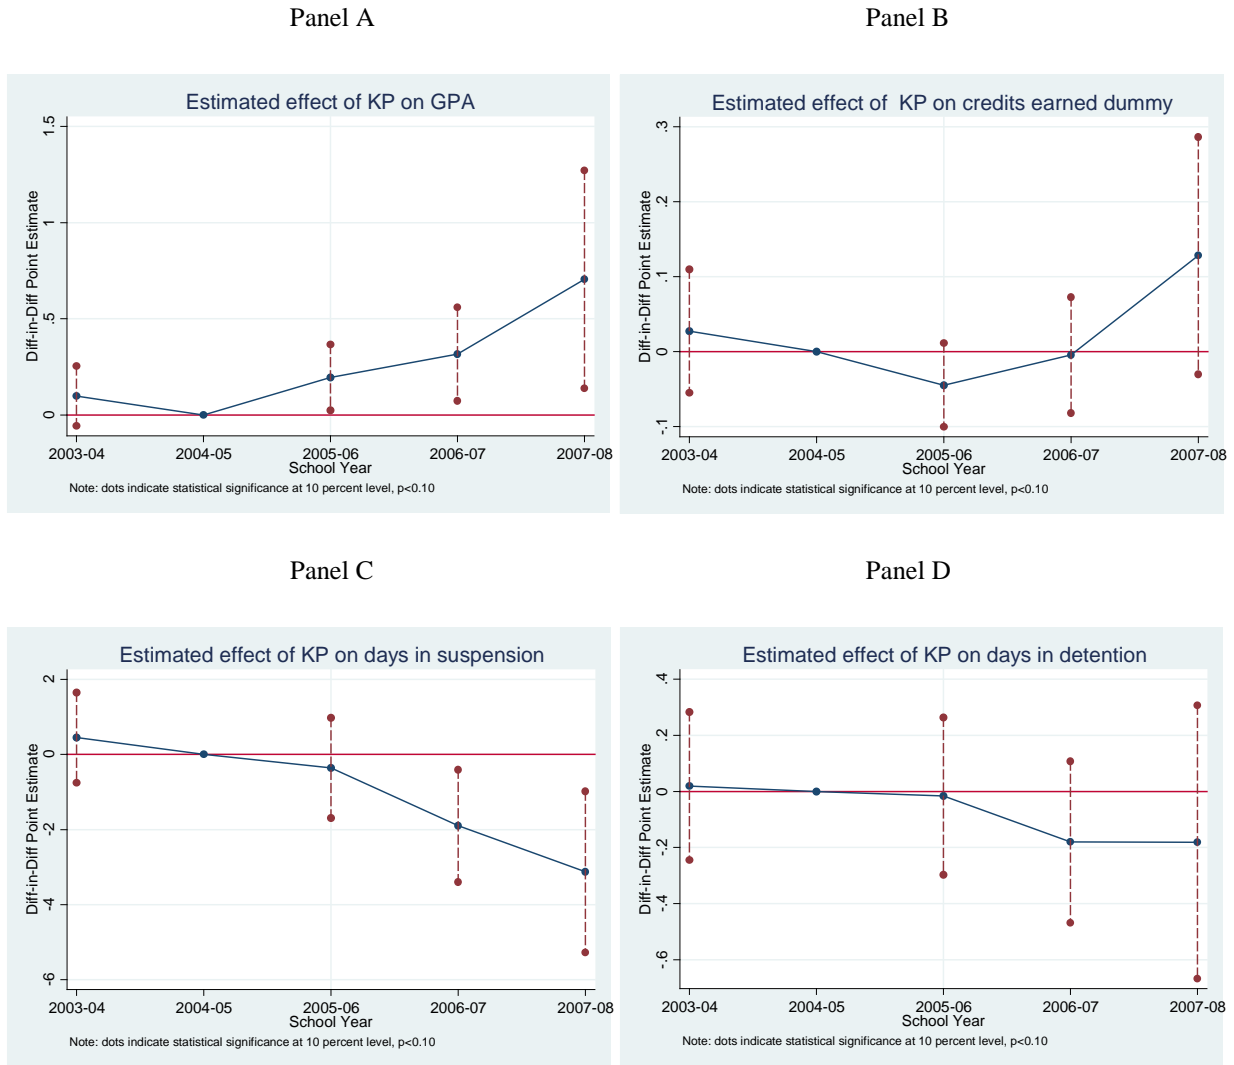 Panel A
Panel B
Estimated effect of KP on GPA
Diff-in-Diff Point Estimate
1.5
1
.5
0
2003-04 2004-05 2005-06 2006-07 2007-08
School Year
Note: dots indicate statistical significance at 10 percent level, p<0.10
Estimated effect of  KP on credits earned dummy
Diff-in-Diff Point Estimate
.3
.2
.1
0
-.1
2003-04 2004-05 2005-06 2006-07 2007-08
School Year
Note: dots indicate statistical significance at 10 percent level, p<0.10
Panel C
Panel D
Estimated effect of KP on days in suspension
Diff-in-Diff Point Estimate
2
0
-2
-4
-6
2003-04 2004-05 2005-06 2006-07 2007-08
School Year
Note: dots indicate statistical significance at 10 percent level, p<0.10
Estimated effect of KP on days in detention
Diff-in-Diff Point Estimate
.4
.2
0
-.2
-.4
-.6
2003-04 2004-05 2005-06 2006-07 2007-08
School Year
Note: dots indicate statistical significance at 10 percent level, p<0.10